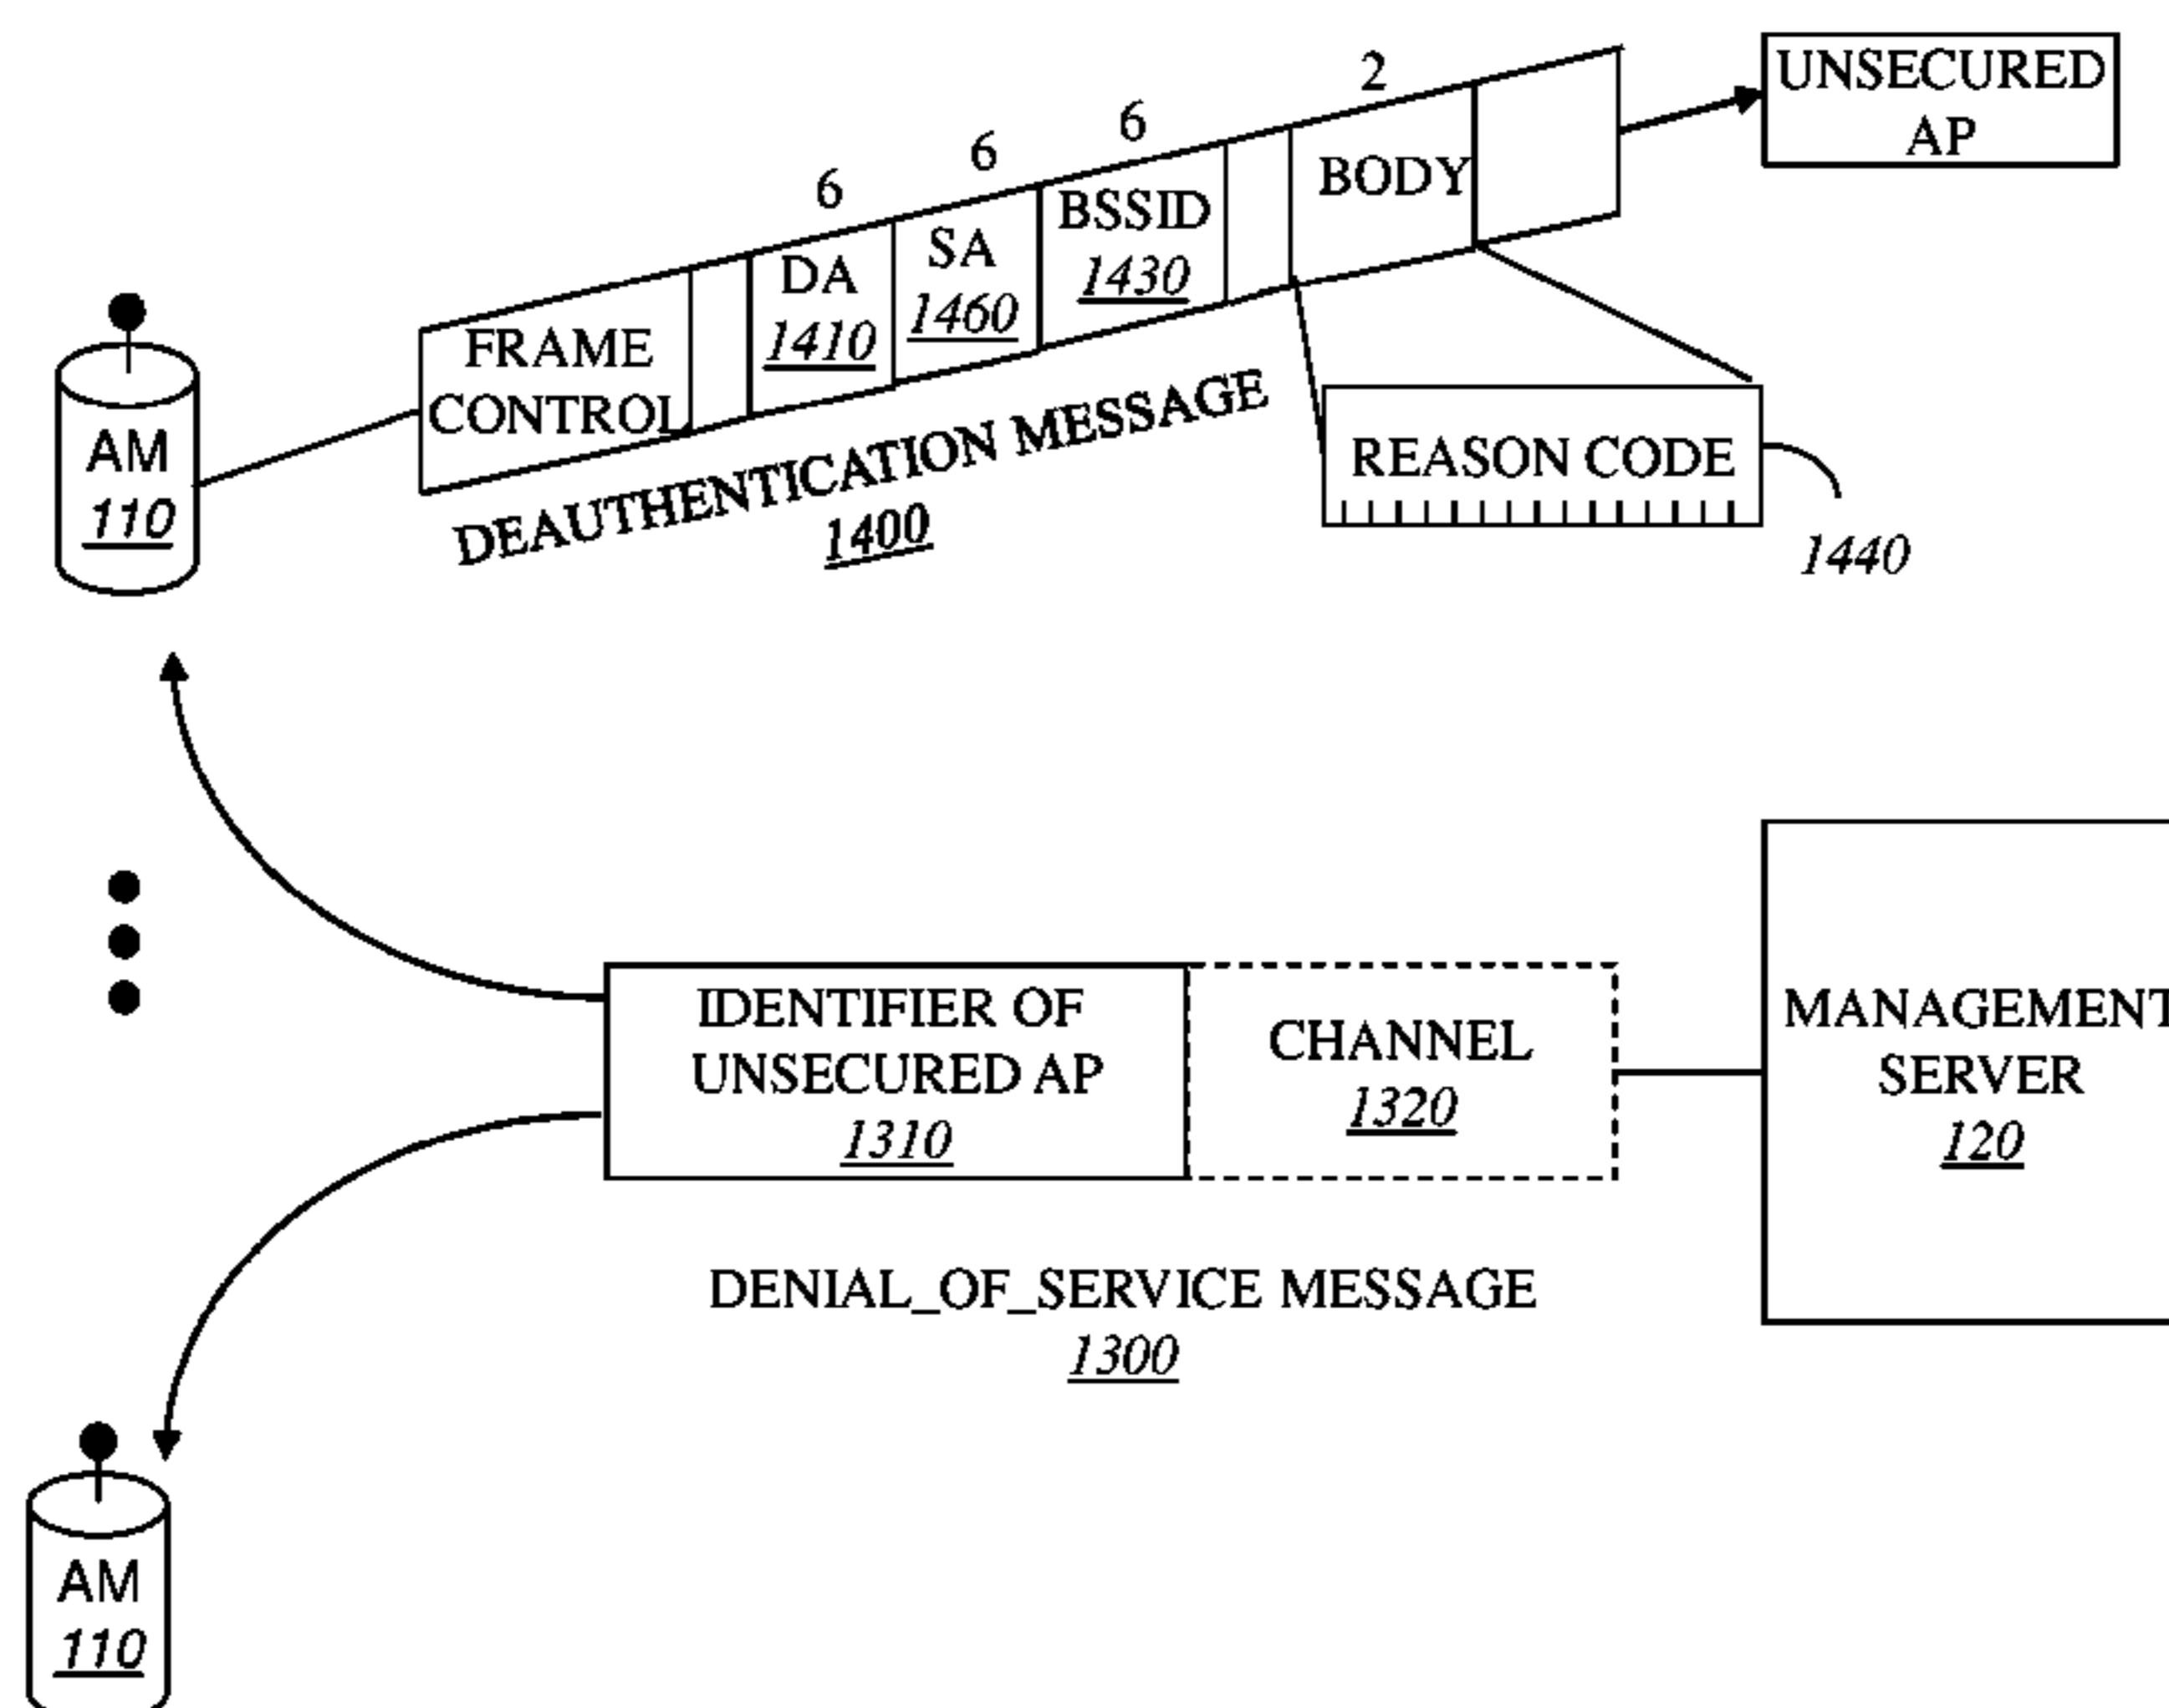 UNSECURED
AP
2
6
6
6
BODY
BSSID
1430
SA
1460
DA
1410
FRAME
CONTROL
DEAUTHENTICATION MESSAGE
1400
REASON CODE
1440
AM
110
IDENTIFIER OF
UNSECURED AP
1310
CHANNEL
1320
MANAGEMENT
SERVER
120
DENIAL_OF_SERVICE MESSAGE
1300
AM
110